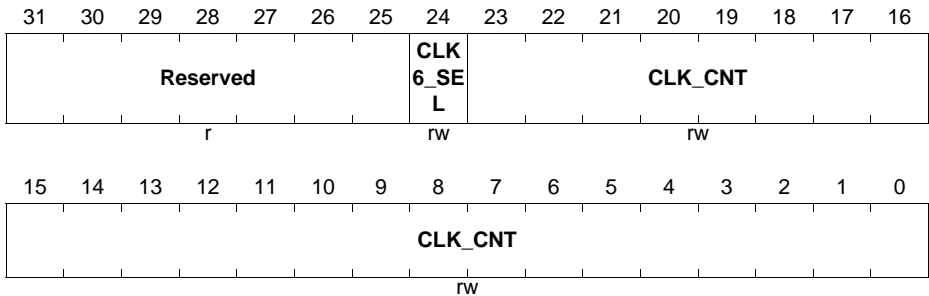 31 30 29 28 27 26 25 24 23 22 21 20 19 18 17 16
Reserved
CLK
6_SE
L
CLK_CNT
r rw rw
15 14 13 12 11 10 9 8 7 6 5 4 3 2 1 0
CLK_CNT
rw